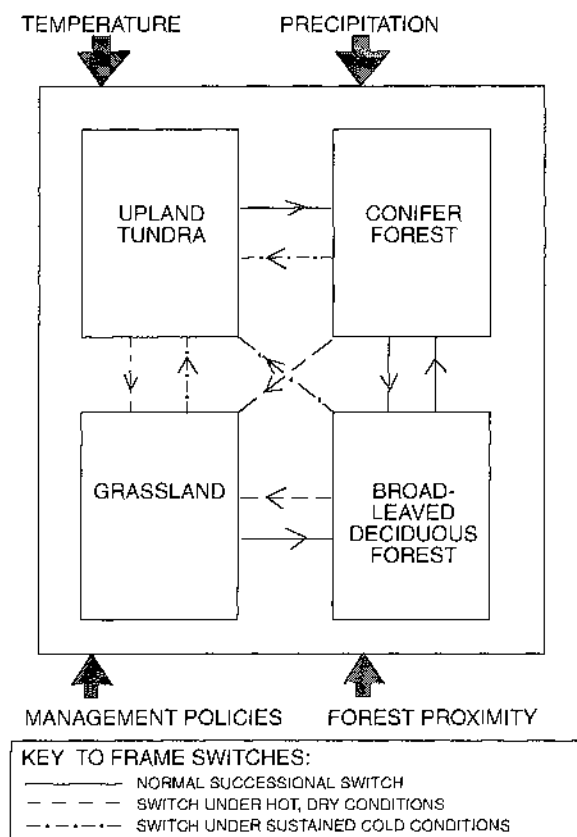 TEMPERATURE
PRECIPITATION
UPLAND
TUNDRA
CONIFER
FOREST
GRASSLAND
BROAD-
LEAVED
DECIDUOUS
FOREST
MANAGEMENT POLICIES
FOREST PROXIMITY
KEY TO FRAME SWITCHES:
NORMAL SUCCESSIONAL SWITCH
SWITCH UNDER HOT, DRY CONDITIONS
SWITCH UNDER SUSTAINED COLD CONDITIONS